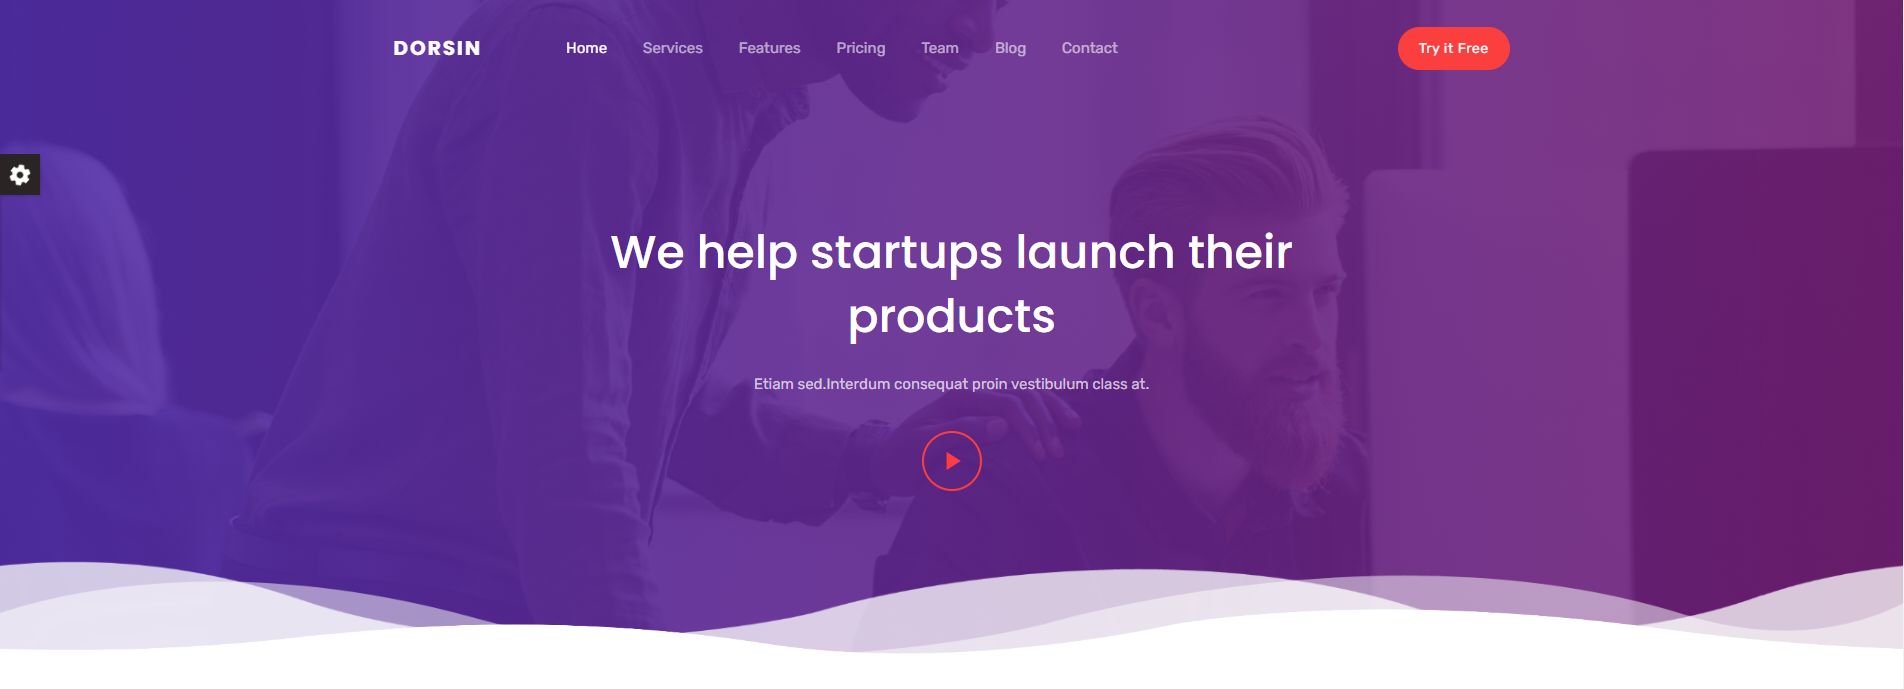 DORSIN
Home Services Features Pricing Team Blog Contact
Try it Free
We help startups launch their
products
Etiam sed.Interdum consequat proin vestibulum class at.